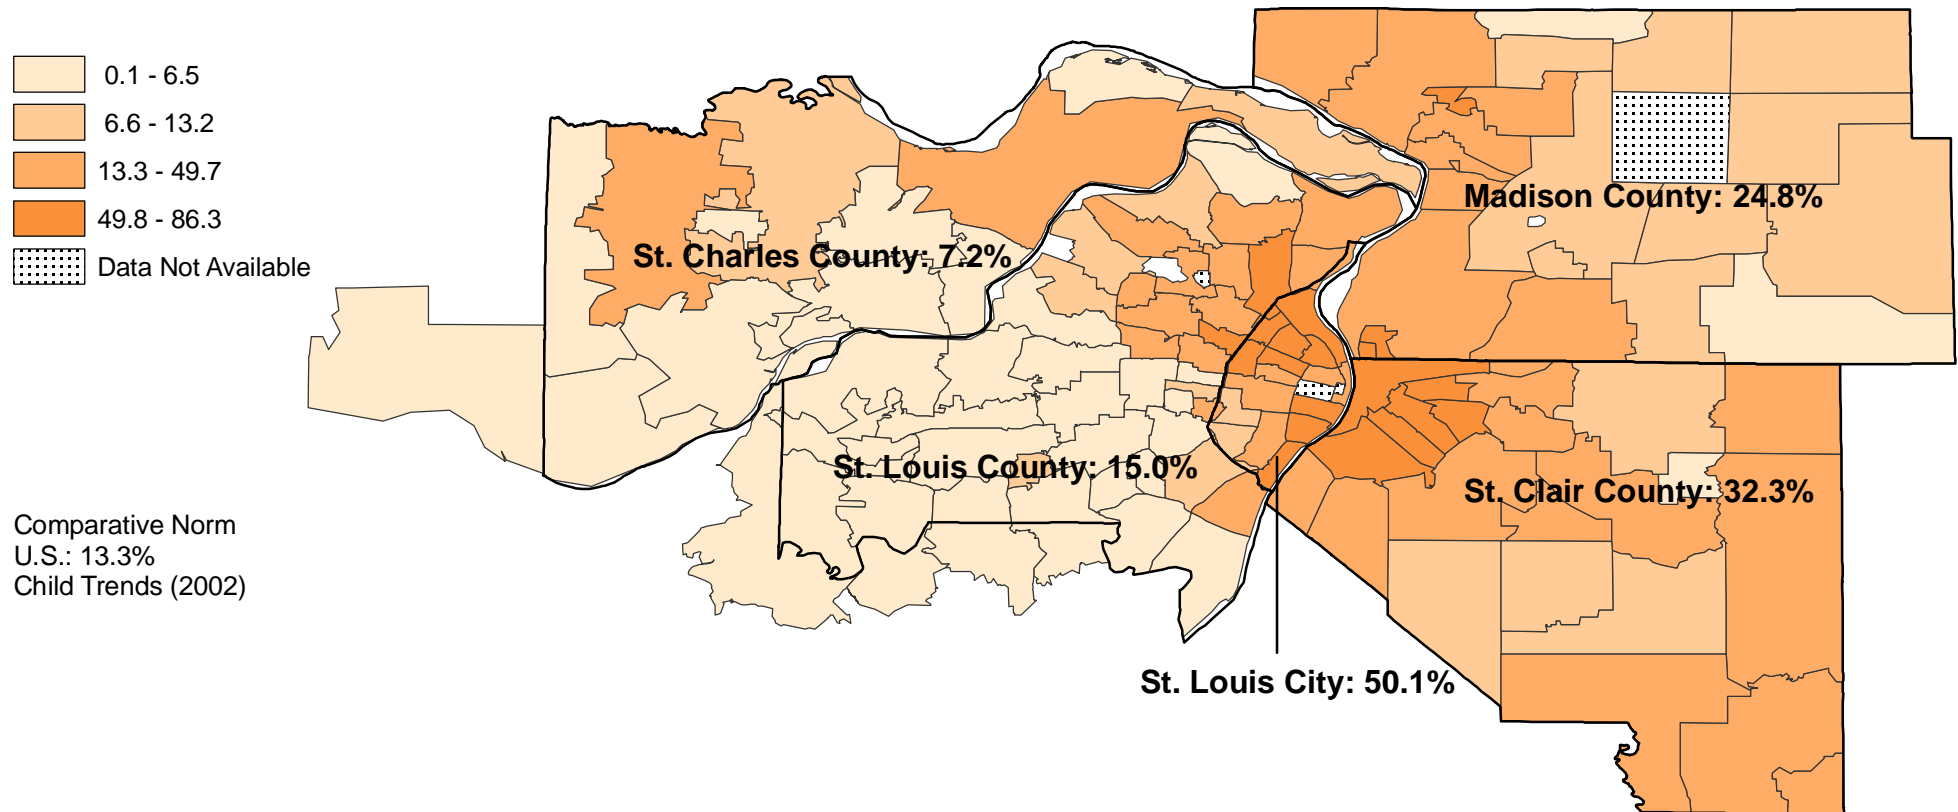 0.1 - 6.5
6.6 - 13.2
13.3 - 49.7
49.8 - 86.3
Data Not Available
Madison County: 24.8%
St. Charles County: 7.2%
St. Louis County: 15.0%
St. Clair County: 32.3%
Comparative Norm
U.S.: 13.3%
Child Trends (2002)
St. Louis City: 50.1%